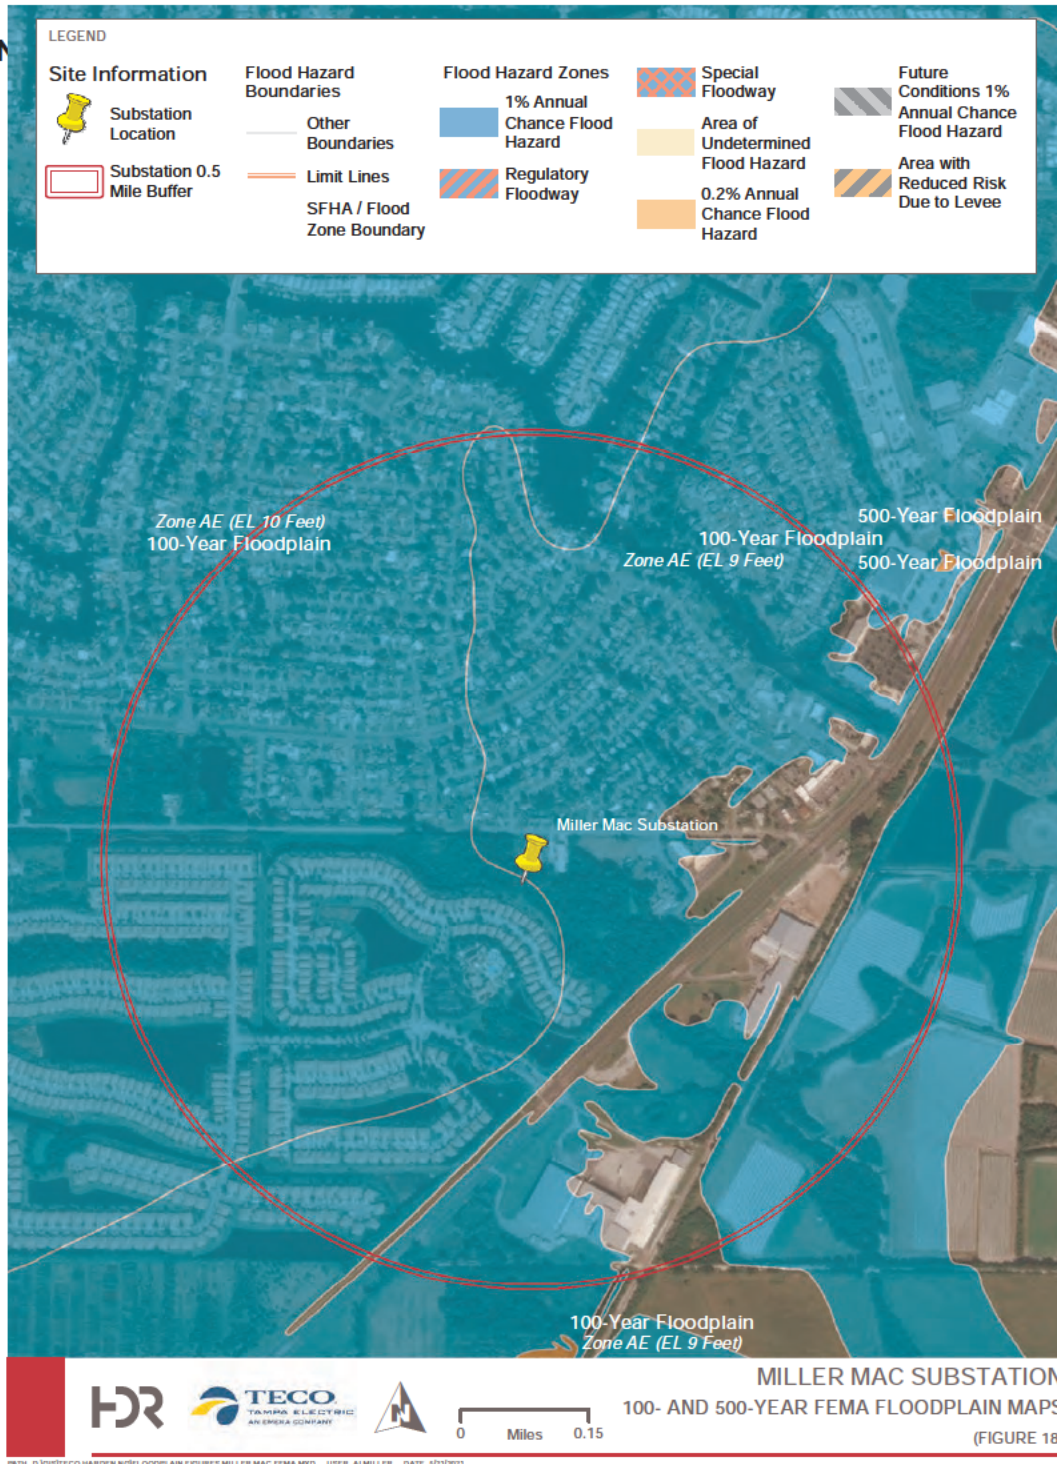 N
LEGEND
Site Information
Substation
Location
Substation 0.5
Mile Buffer
Flood Hazard
Boundaries
Other
Boundaries
Limit Lines
SFHA / Flood
Zone Boundary
Flood Hazard Zones
1% Annual
Chance Flood
Hazard
Regulatory
Floodway
Special
Floodway
Area of
Undetermined
Flood Hazard
0.2% Annual
Chance Flood
Hazard
Future
Conditions 1%
Annual Chance
Flood Hazard
Area with
Reduced Risk
Due to Levee
Zone AE (EL 10 Feet)
100-Year Floodplain
500-Year Floodplain
100-Year Floodplain
Zone AE (EL 9 Feet)
500-Year Floodplain
Miller Mac Substation
100-Year Floodplain
Zone AE (EL 9 Feet)
HDR
TECO
TAMPA ELECTRIC
AN EMERA COMPANY
N
0 Miles 0.15
MILLER MAC SUBSTATION
100- AND 500-YEAR FEMA FLOODPLAIN MAPS
(FIGURE 18